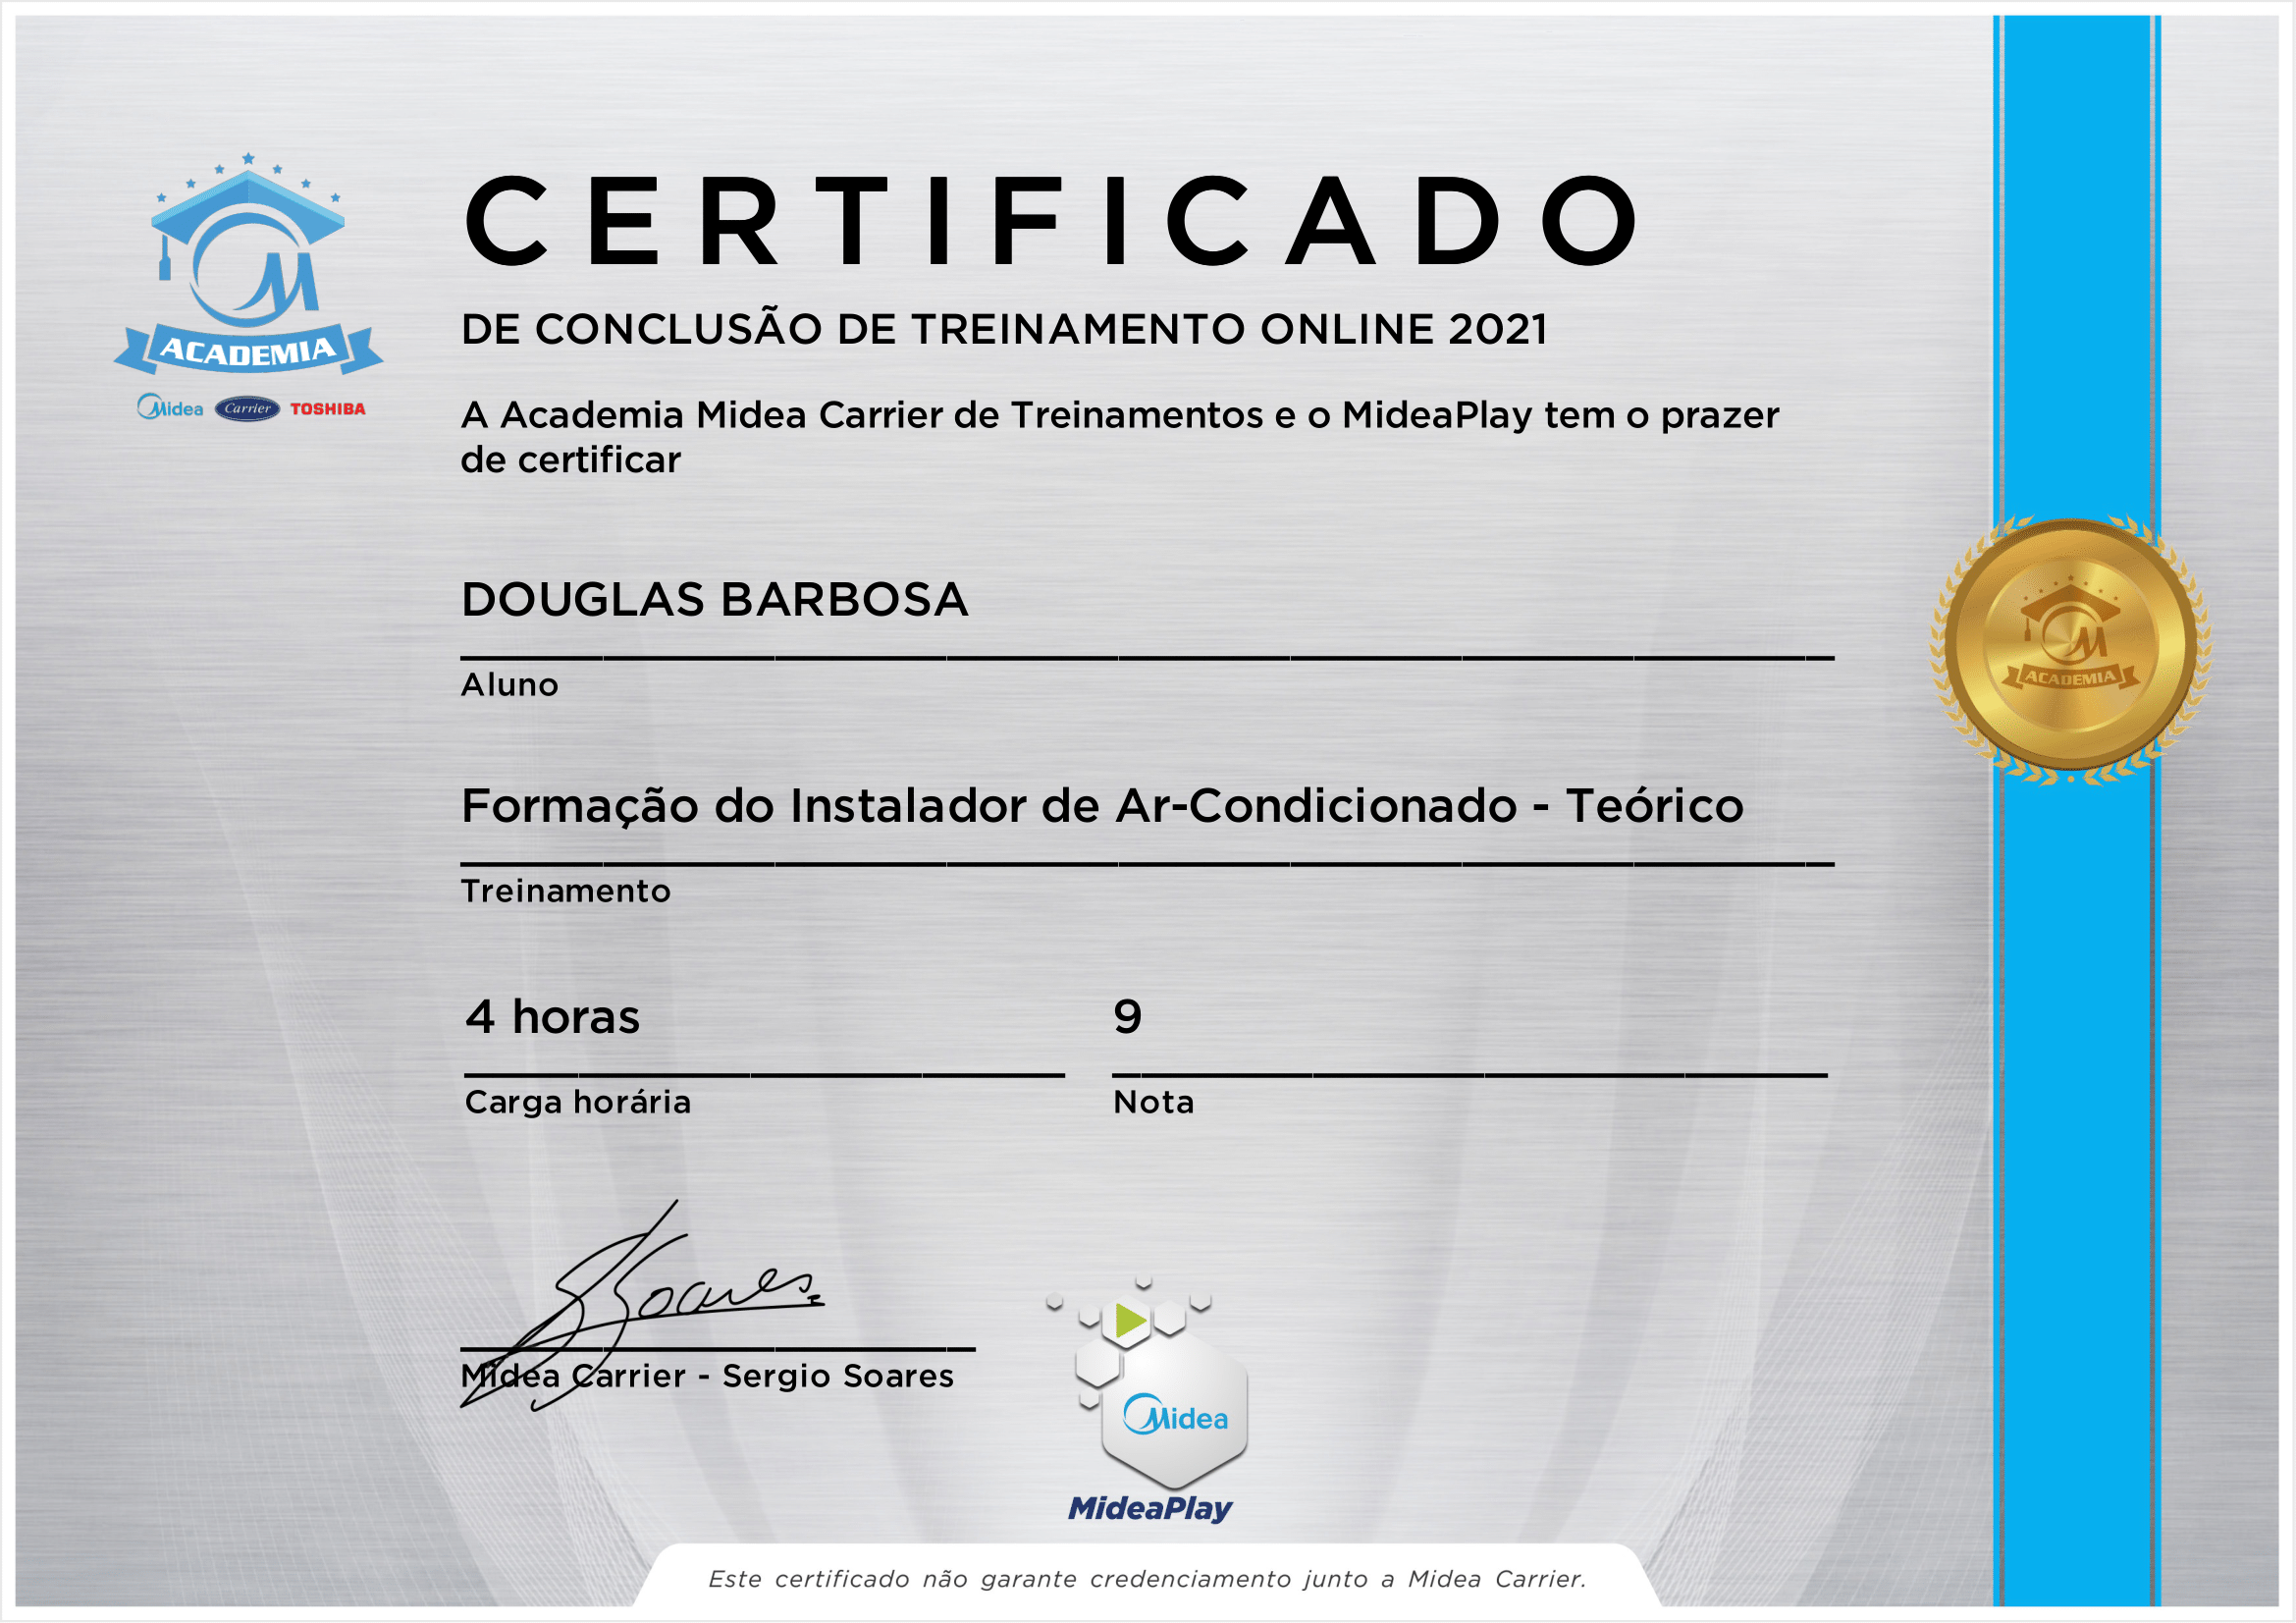 CERTIFICADO
DE CONCLUSÃO DE TREINAMENTO ONLINE 2021
ACADEMIA
Midea Carrier TOSHIBA
A Academia Midea Carrier de Treinamentos e o MideaPlay tem o prazer
de certificar
DOUGLAS BARBOSA
Aluno
ACADEMIA
Formação do Instalador de Ar-Condicionado - Teórico
Treinamento
4 horas
Carga horária
9
Nota
Soares
Midea Carrier - Sergio Soares
Midea
MideaPlay
Este certificado não garante credenciamento junto a Midea Carrier.